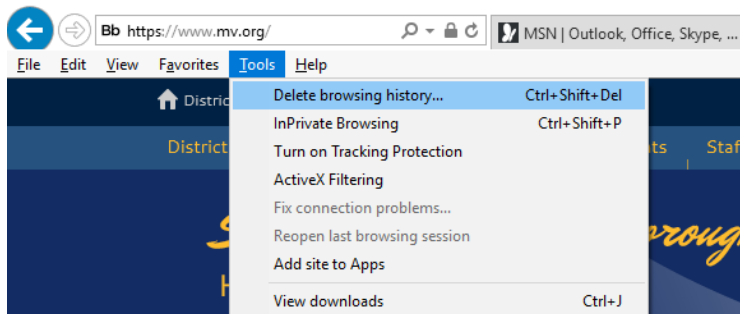 Bb https://www.mv.org/ MSN | Outlook, Office, Skype, ...
File Edit View Favorites Tools Help
Delete browsing history... Ctrl+Shift+Del
InPrivate Browsing Ctrl+Shift+P
District
Turn on Tracking Protection
ActiveX Filtering
Fix connection problems...
Reopen last browsing session
Add site to Apps
View downloads Ctrl+J